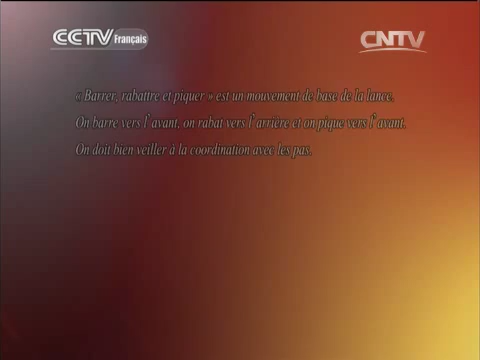 CCTV Français
CNTV
« Barrer, rabattre et piquer » est un mouvement de base de la lance.
On barre vers l' avant, on rabat vers l' arrière et on pique vers l' avant.
On doit bien veiller à la coordination avec les pas.